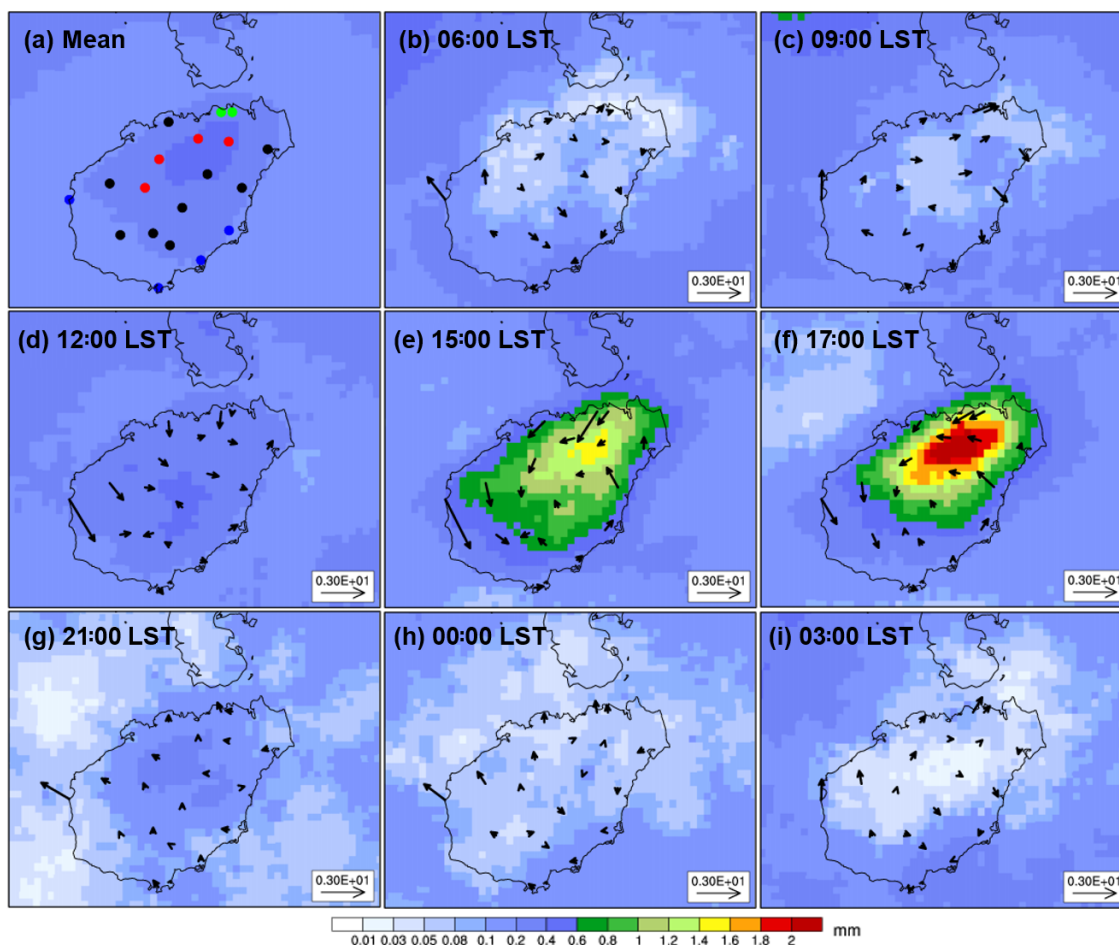 (a) Mean
(b) 06:00 LST
(c) 09:00 LST
0.30E+01
0.30E+01
(d) 12:00 LST
(e) 15:00 LST
(f) 17:00 LST
0.30E+01
0.30E+01
0.30E+01
(g) 21:00 LST
(h) 00:00 LST
(i) 03:00 LST
0.30E+01
0.30E+01
0.30E+01
0.01 0.03 0.05 0.08 0.1 0.2 0.4 0.6 0.8 1 1.2 1.4 1.6 1.8 2 mm